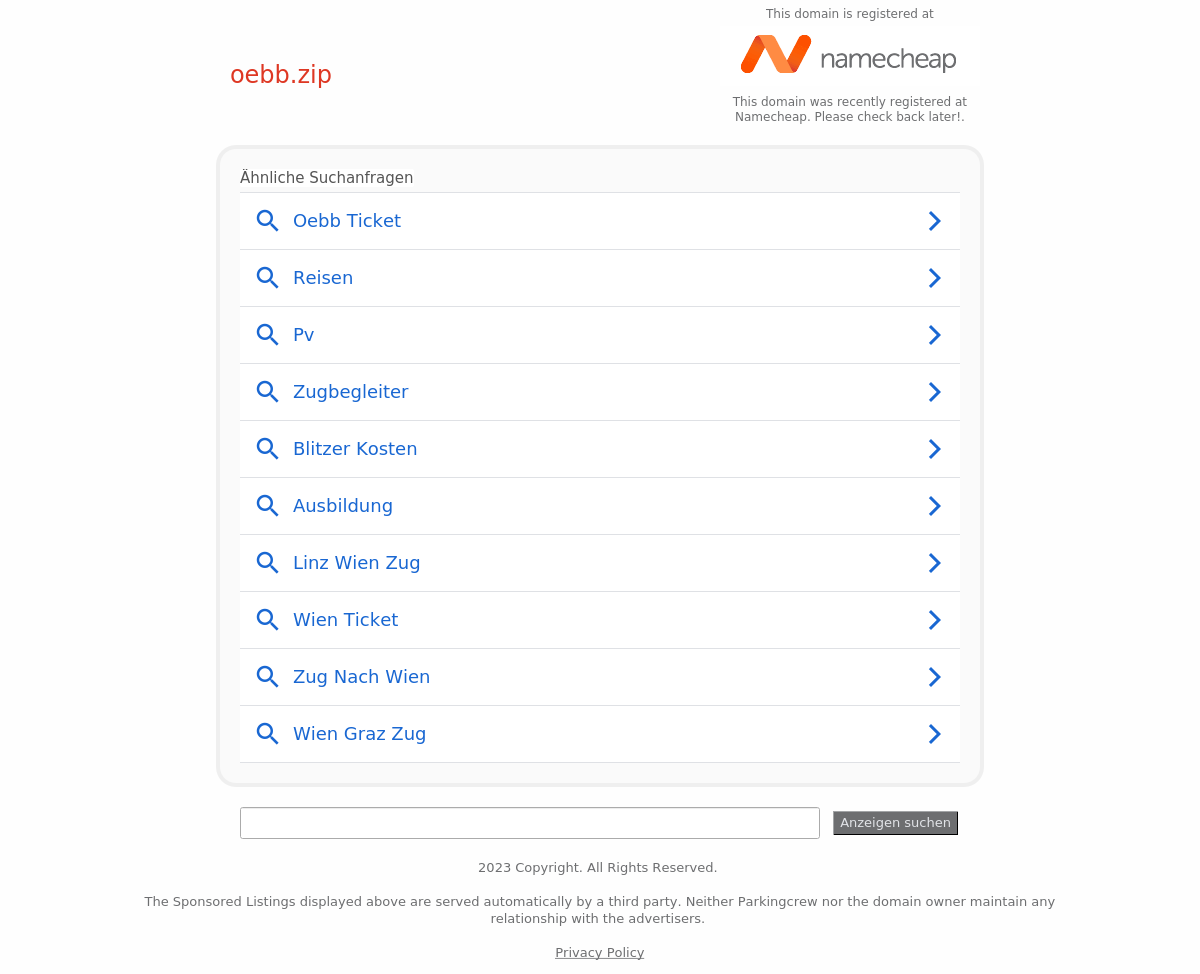 This domain is registered at
namecheap
oebb.zip
This domain was recently registered at
Namecheap. Please check back later!.
Ähnliche Suchanfragen
Oebb Ticket
Reisen
Pv
Zugbegleiter
Blitzer Kosten
Ausbildung
Linz Wien Zug
Wien Ticket
Zug Nach Wien
Wien Graz Zug
Anzeigen suchen
2023 Copyright. All Rights Reserved.
The Sponsored Listings displayed above are served automatically by a third party. Neither Parkingcrew nor the domain owner maintain any
relationship with the advertisers.
Privacy Policy